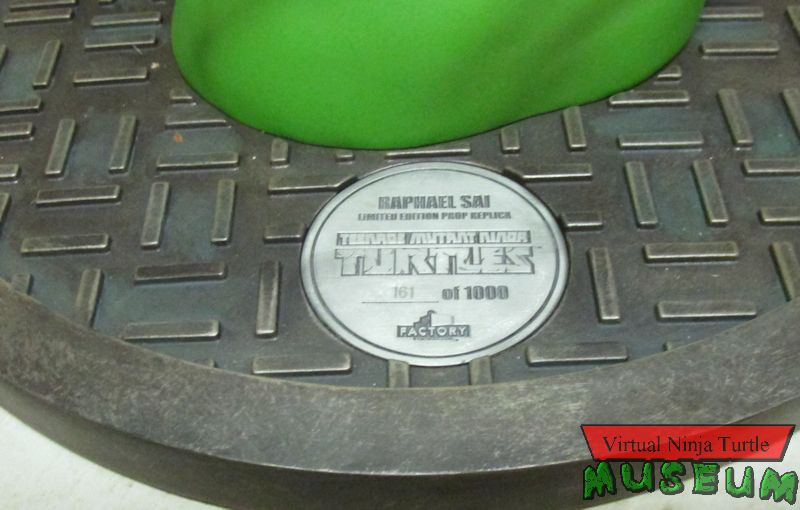 RAPHAEL SAI
LIMITED EDITION PROP REPLICA
TEENAGE MUTANT NINJA
TURTLES
161 of 1000
FACTORY
Virtual Ninja Turtle
MUSEUM